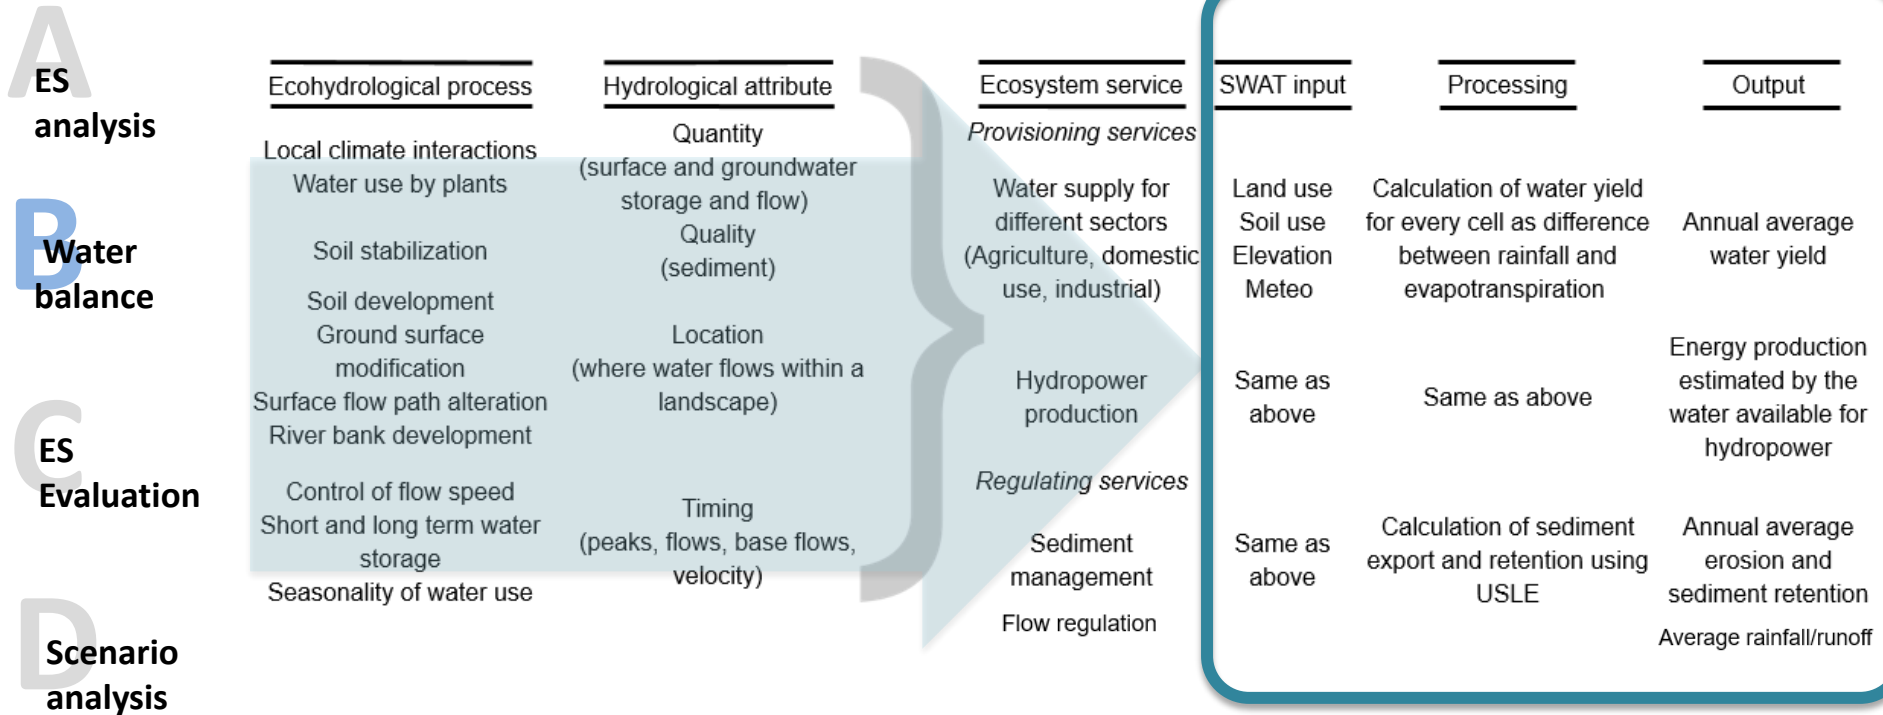 A
ES
analysis
B
Water
balance
C
ES
Evaluation
D
Scenario
analysis
Ecohydrological process
Local climate interactions
Water use by plants
Soil stabilization
Soil development
Ground surface
modification
Surface flow path alteration
River bank development
Control of flow speed
Short and long term water
storage
Seasonality of water use
Hydrological attribute
Quantity
(surface and groundwater
storage and flow)
Quality
(sediment)
Location
(where water flows within a
landscape)
Timing
(peaks, flows, base flows,
velocity)
}
Ecosystem service
Provisioning services
Water supply for
different sectors
(Agriculture, domestic
use, industrial)
Hydropower
production
Regulating services
Sediment
management
Flow regulation
SWAT input
Land use
Soil use
Elevation
Meteo
Same as
above
Same as
above
Processing
Calculation of water yield
for every cell as difference
between rainfall and
evapotranspiration
Same as above
Calculation of sediment
export and retention using
USLE
Output
Annual average
water yield
Energy production
estimated by the
water available for
hydropower
Annual average
erosion and
sediment retention
Average rainfall/runoff